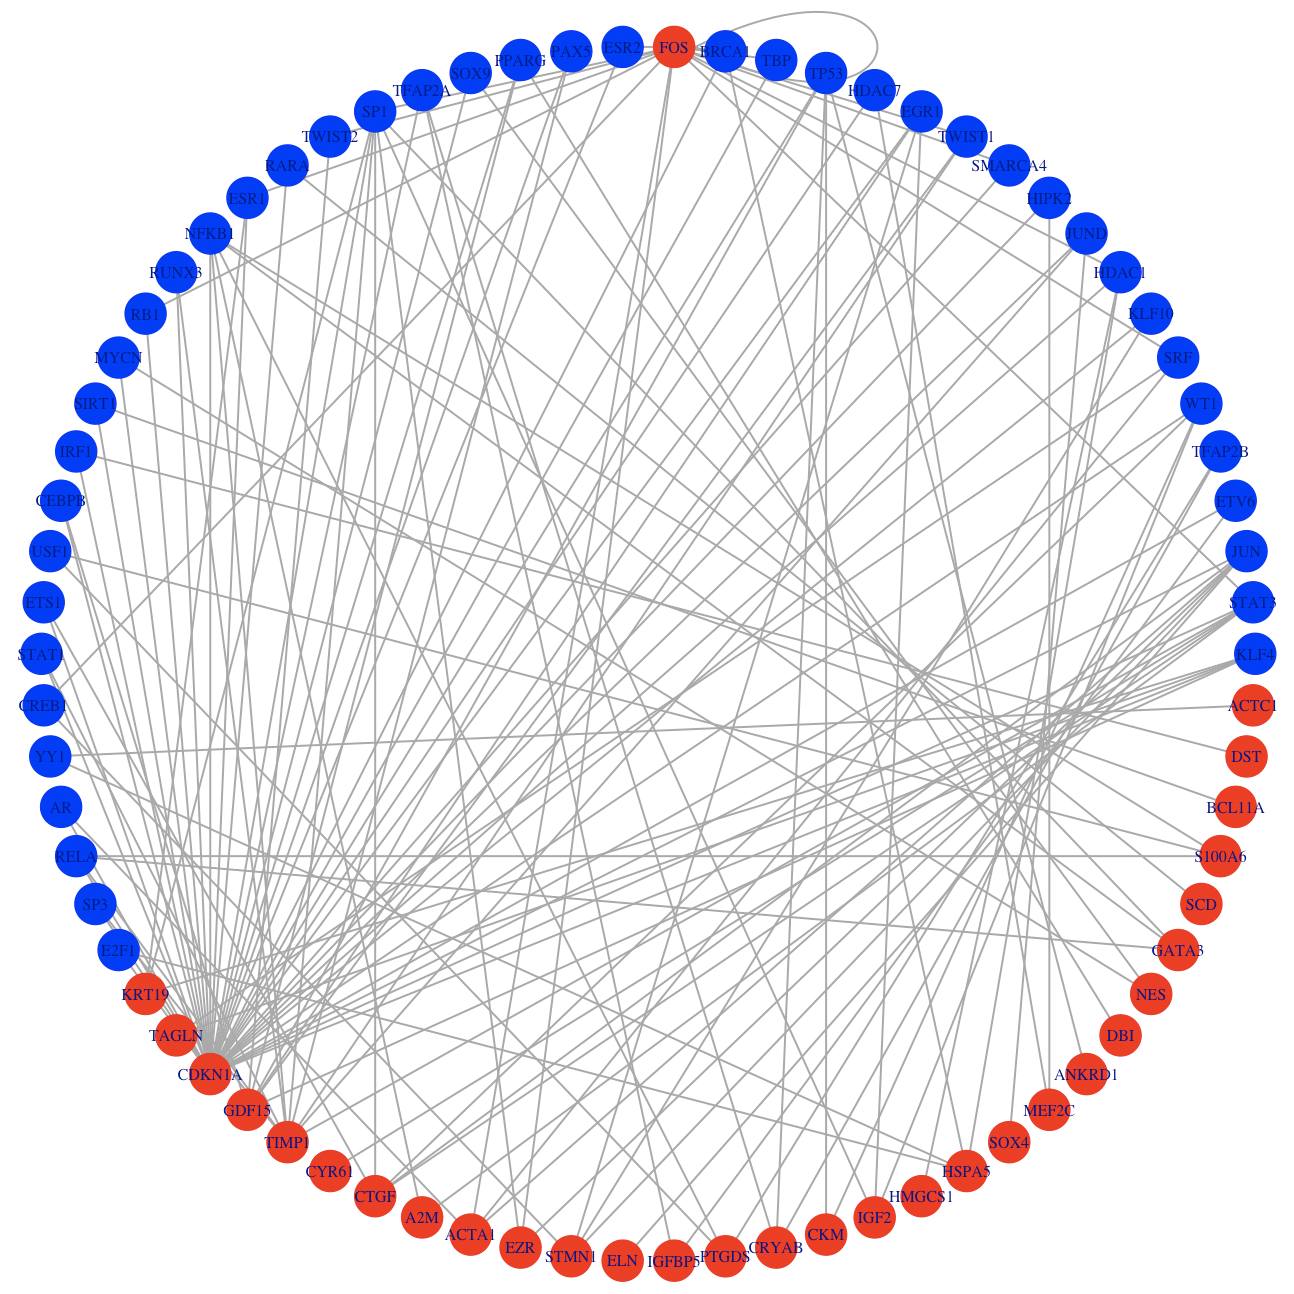 FOS
BRCA1
TBP
TP53
HDAC7
EGR1
TWIST1
SMARCA4
HIPK2
JUND
HDAC1
KLF10
SRF
WT1
TFAP2B
ETV6
JUN
STAT3
KLF4
ACTC1
DST
BCL11A
S100A6
SCD
GATA3
NES
DBI
ANKRD1
MEF2C
SOX4
HSPA5
HMGCS1
IGF2
CKM
CRYAB
PTGDS
IGFBP5
ELN
STMN1
EZR
ACTA1
A2M
CTGF
CYR61
TIMP1
GDF15
CDKN1A
TAGLN
KRT19
E2F1
SP3
RELA
AR
YY1
CREB1
STAT1
ETS1
USF1
CEBPB
IRF1
SIRT1
MYCN
RB1
RUNX3
NFKB1
ESR1
RARA
TWIST2
SP1
TFAP2A
SOX9
PPARG
PAX5
ESR2